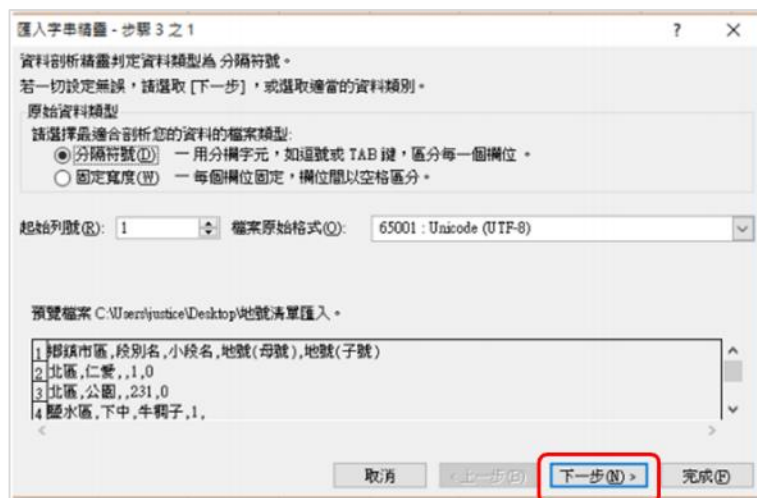 匯入字串精靈 - 步驟 3 之 1
? ×
資料剖析精靈判定資料類型為 分隔符號。
若一切設定無誤，請選取 [下一步]，或選取適當的資料類別。
原始資料類型
請選擇最適合剖析您的資料的檔案類型:
分隔符號(D) — 用分欄字元，如逗號或 TAB 鍵，區分每一個欄位。
固定寬度(W) — 每個欄位固定，欄位間以空格區分。
起始列號(R): 1 檔案原始格式(O): 65001 : Unicode (UTF-8)
預覽檔案 C:\Users\justice\Desktop\地號清單匯入。
1 鄉鎮市區,段別名,小段名,地號(母號),地號(子號)
2 北區,仁愛,,1,0
3 北區,公園,,231,0
4 鹽水區,下中,牛稠子,1,
取消 <上一步(B) 下一步(N) > 完成(F)